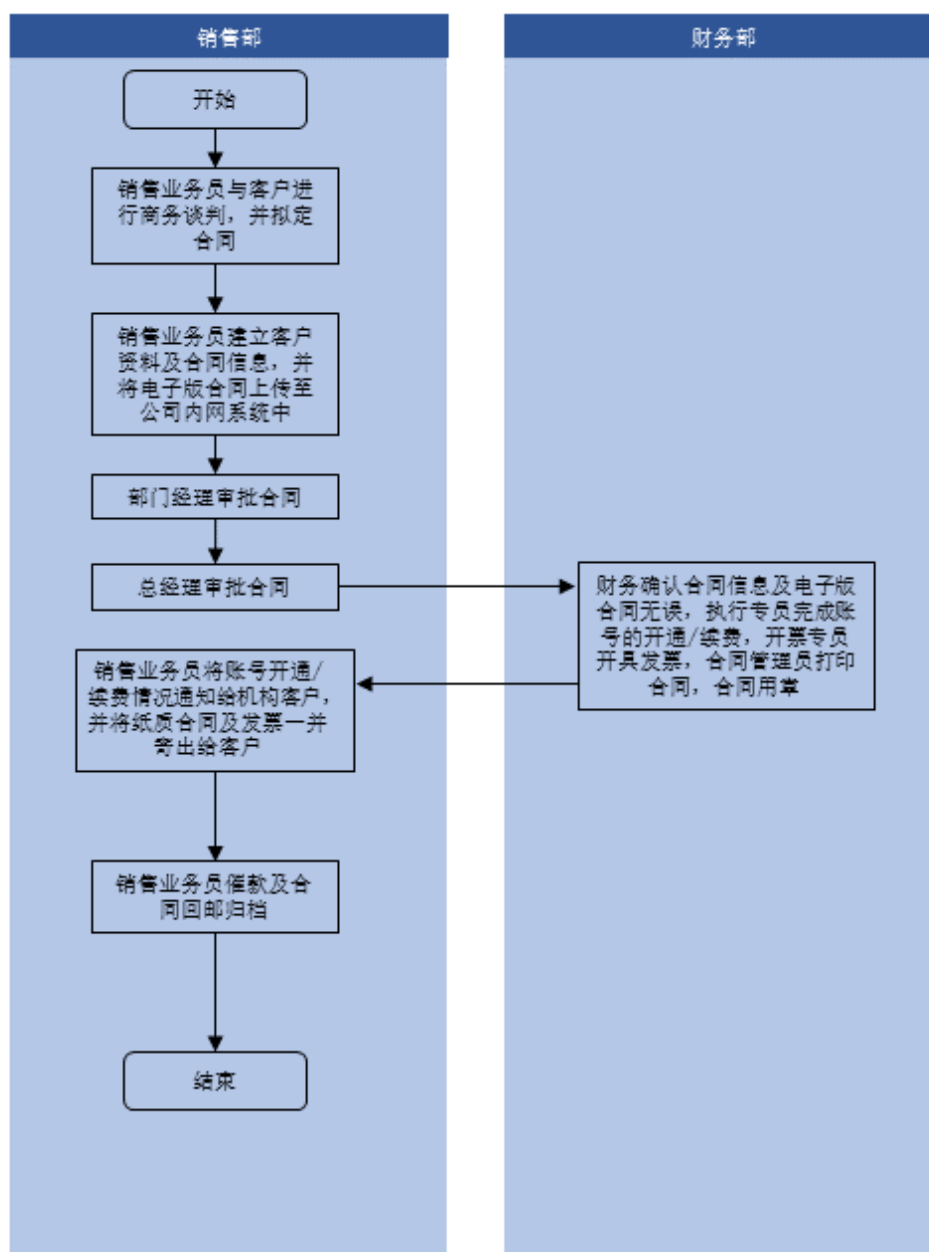 销售部
财务部
开始
销售业务员与客户进
行商务谈判，并拟定
合同
销售业务员建立客户
资料及合同信息，并
将电子版合同上传至
公司内网系统中
部门经理审批合同
总经理审批合同
财务确认合同信息及电子版
合同无误，执行专员完成账
号的开通/续费，开票专员
开具发票，合同管理员打印
合同，合同用章
销售业务员将账号开通/
续费情况通知给机构客户，
并将纸质合同及发票一并
寄出给客户
销售业务员催款及合
同回邮归档
结束